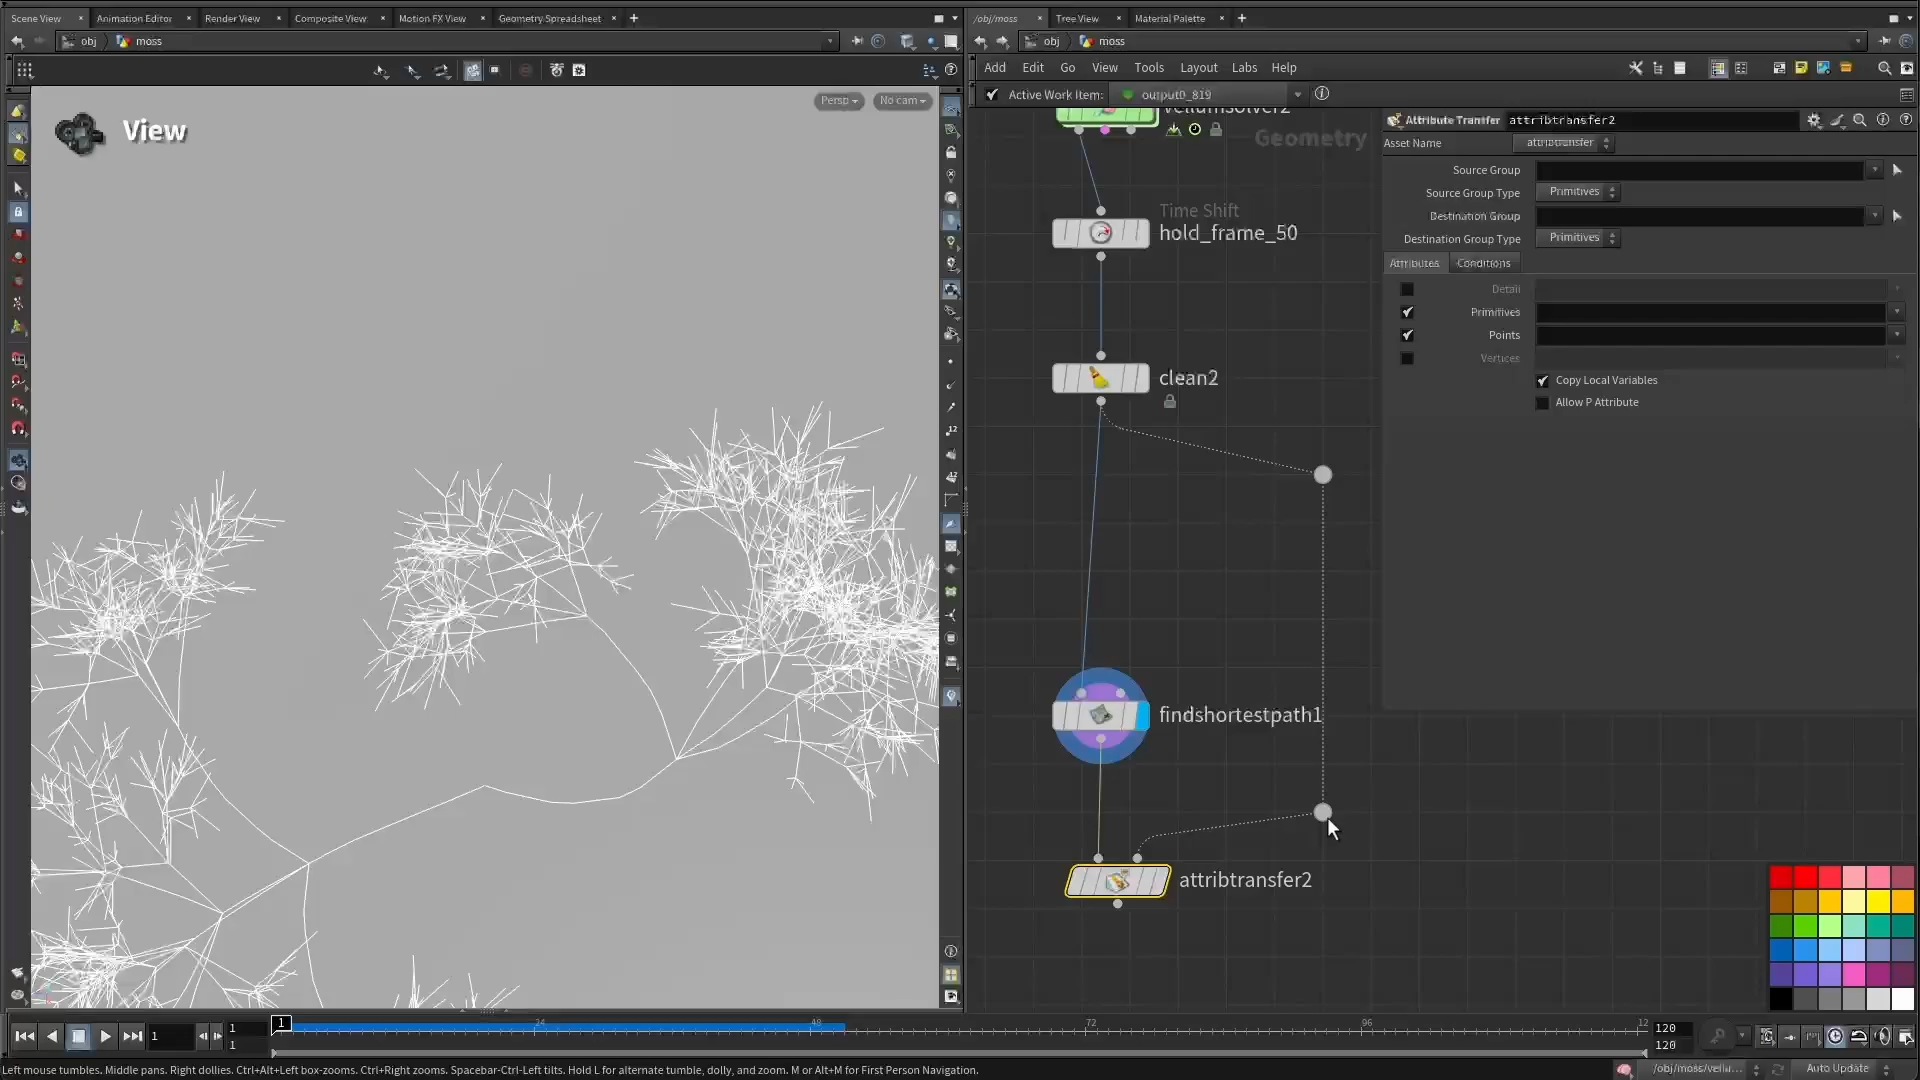 Scene View
Animation Editor
Render View
Composite View
Motion FX View
Geometry Spreadsheet
/obj/moss
Tree View
Material Palette
obj
moss
obj
moss
Add Edit Go View Tools Layout Labs Help
Active Work Item: output0_819
View
Persp
No cam
vellumsolver2
Geometry
Time Shift
hold_frame_50
clean2
findshortestpath1
attribtransfer2
Attribute Transfer attribtransfer2
Asset Name attribtransfer
Source Group
Source Group Type Primitives
Destination Group
Destination Group Type Primitives
Attributes Conditions
Detail
Primitives
Points
Vertices
Copy Local Variables
Allow P Attribute
12
1
1
1
1
24
48
72
96
12
120
120
Left mouse tumbles. Middle pans. Right dollies. Ctrl+Alt+Left box-zooms. Ctrl+Right zooms. Spacebar-Ctrl-Left tilts. Hold L for alternate tumble, dolly, and zoom. M or Alt+M for First Person Navigation.
/obj/moss/vellu...
Auto Update